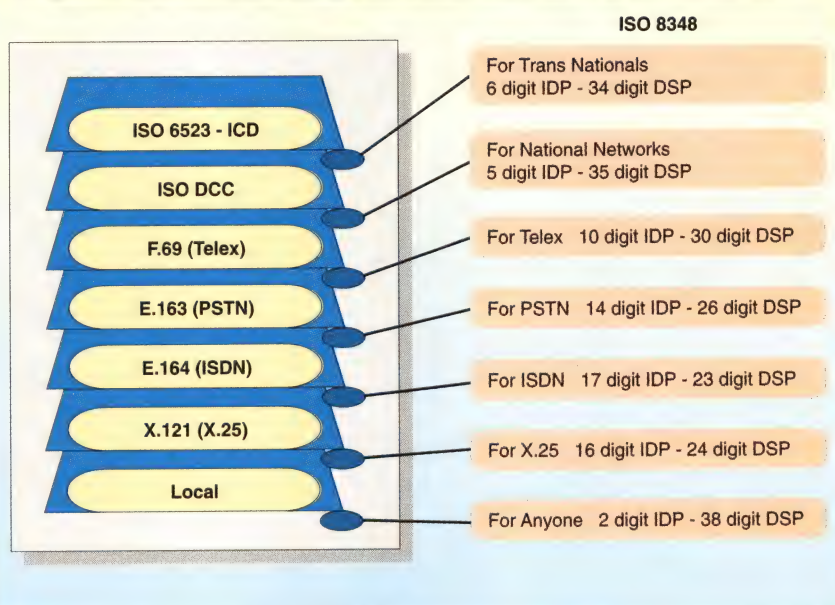 ISO 8348
ISO 6523 - ICD
For Trans Nationals
6 digit IDP - 34 digit DSP
ISO DCC
For National Networks
5 digit IDP - 35 digit DSP
F.69 (Telex)
For Telex 10 digit IDP - 30 digit DSP
E.163 (PSTN)
For PSTN 14 digit IDP - 26 digit DSP
E.164 (ISDN)
For ISDN 17 digit IDP - 23 digit DSP
X.121 (X.25)
For X.25 16 digit IDP - 24 digit DSP
Local
For Anyone 2 digit IDP - 38 digit DSP